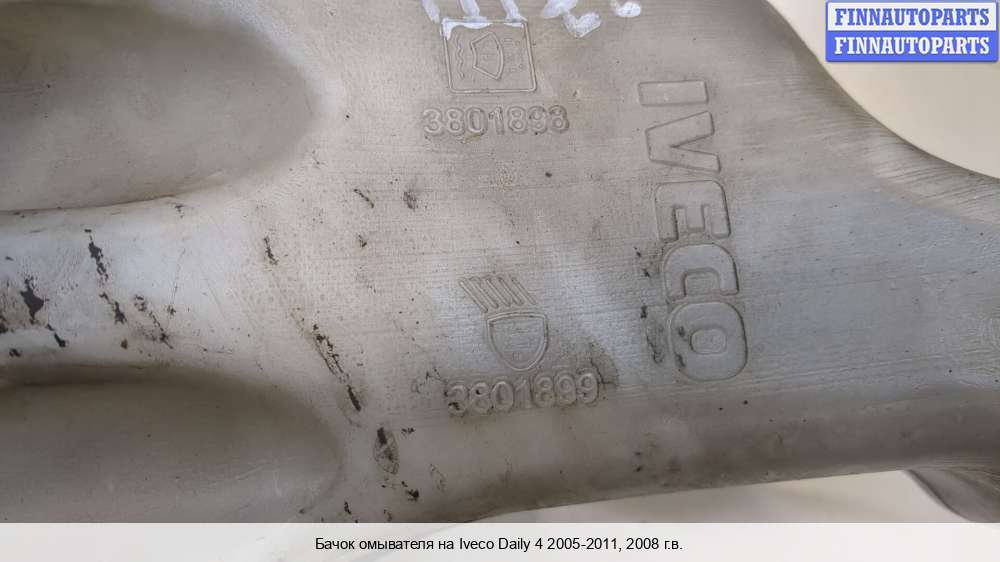 FINNAUTOPARTS
FINNAUTOPARTS
3801898
IVECO
3801899
Бачок омывателя на Iveco Daily 4 2005-2011, 2008 г.в.